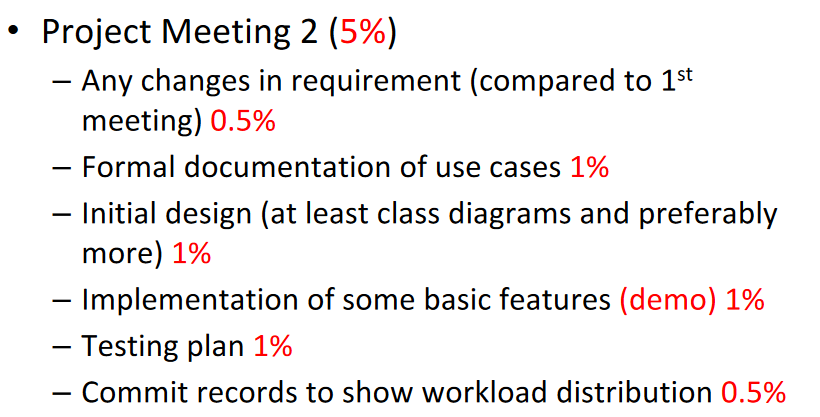 • Project Meeting 2 (5%)
– Any changes in requirement (compared to 1st
meeting) 0.5%
– Formal documentation of use cases 1%
– Initial design (at least class diagrams and preferably
more) 1%
– Implementation of some basic features (demo) 1%
– Testing plan 1%
– Commit records to show workload distribution 0.5%